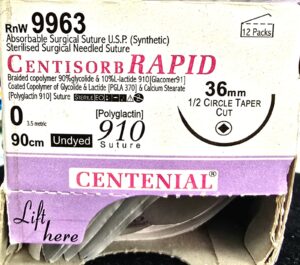 RnW 9963
Absorbable Surgical Suture U.S.P. (Synthetic)
Sterilised Surgical Needled Suture
12 Packs
CENTISORB RAPID
Braided copolymer 90%glycolide & 10%L-lactide 910[Glacomer91]
Coated Copolymer of Glycolide & Lactide [PGLA 370] & Calcium Stearate
[Polyglactin 910] Suture STERILE EO
36mm
1/2 CIRCLE TAPER
CUT
0 3.5 metric
90cm Undyed
[Polyglactin]
910
Suture
CENTENIAL®
Lift
here